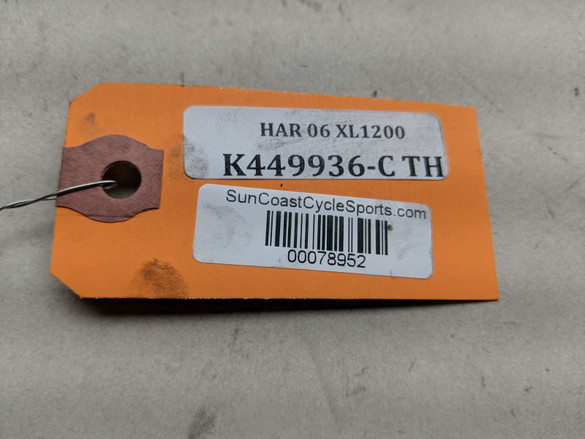 HAR 06 XL1200
K449936-C TH
SunCoastCycleSports.com
00078952